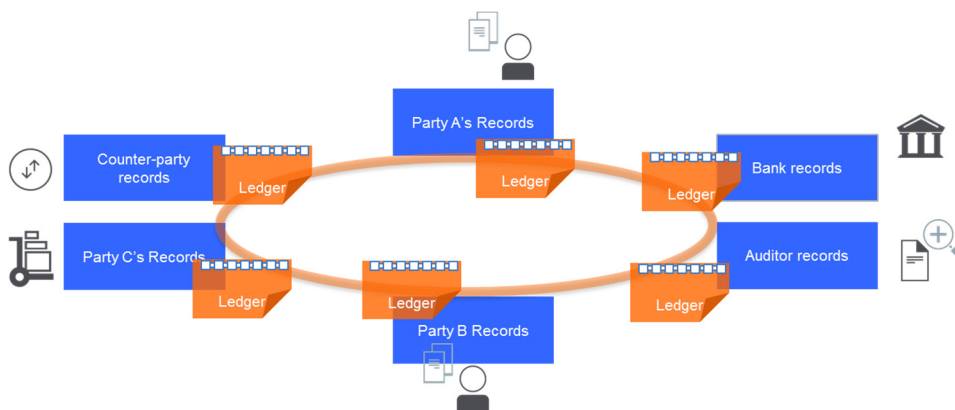 Party A's Records
Counter-party
records
Ledger
Ledger
Ledger
Bank records
Party C's Records
Ledger
Ledger
Party B Records
Ledger
Auditor records